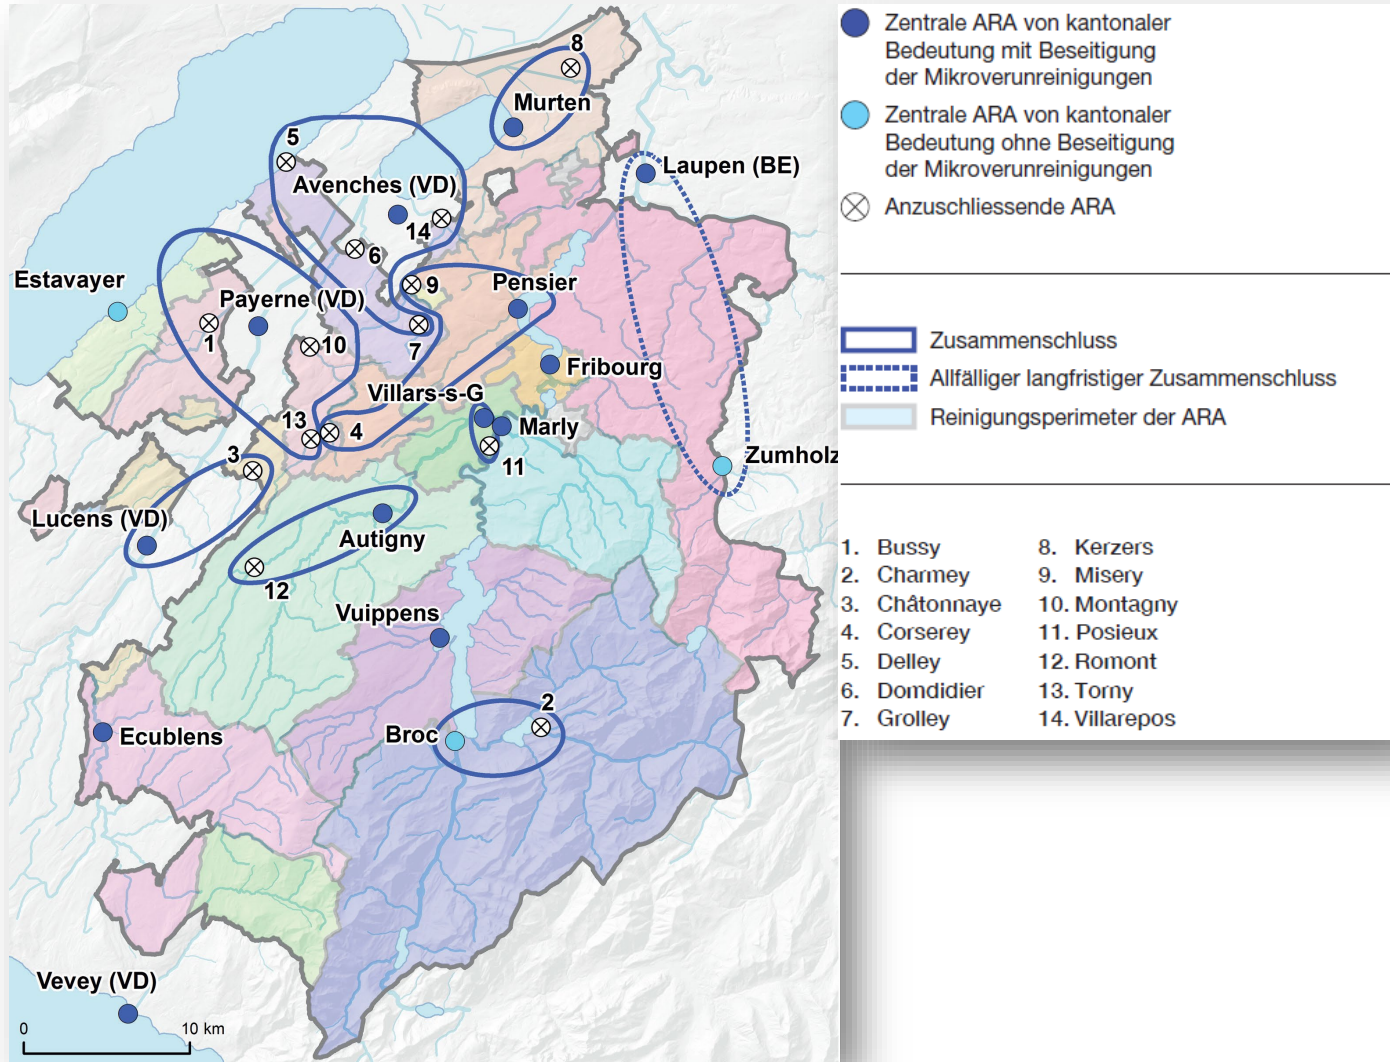 8
Murten
5
Laupen (BE)
Avenches (VD)
14
6
Estavayer
9
Pensier
Payerne (VD)
1
10
7
Fribourg
Villars-s-G
13
4
Marly
3
11
Zumholz
Lucens (VD)
Autigny
12
Vuippens
2
Broc
Ecublens
Vevey (VD)
0 10 km
Zentrale ARA von kantonaler
Bedeutung mit Beseitigung
der Mikroverunreinigungen
Zentrale ARA von kantonaler
Bedeutung ohne Beseitigung
der Mikroverunreinigungen
Anzuschliessende ARA
Zusammenschluss
Allfälliger langfristiger Zusammenschluss
Reinigungsperimeter der ARA
1. Bussy
2. Charmey
3. Châtonnaye
4. Corserey
5. Delley
6. Domdidier
7. Grolley
8. Kerzers
9. Misery
10. Montagny
11. Posieux
12. Romont
13. Torny
14. Villarepos